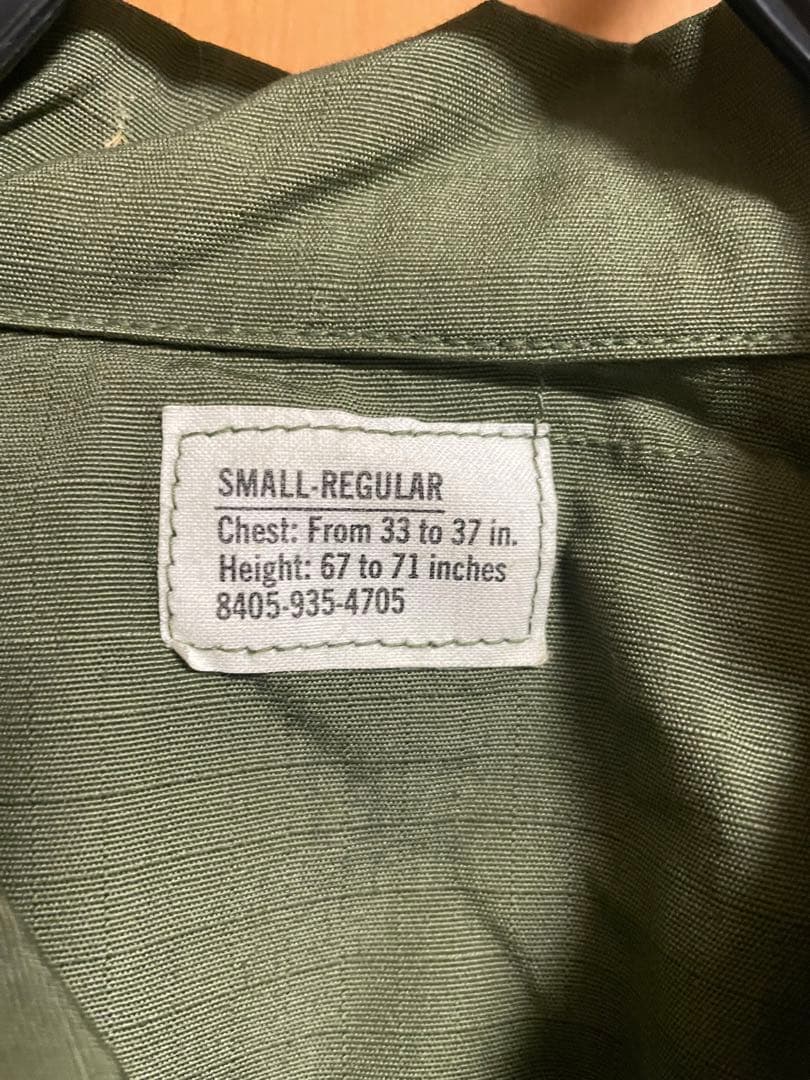 SMALL-REGULAR
Chest: From 33 to 37 in.
Height: 67 to 71 inches
8405-935-4705